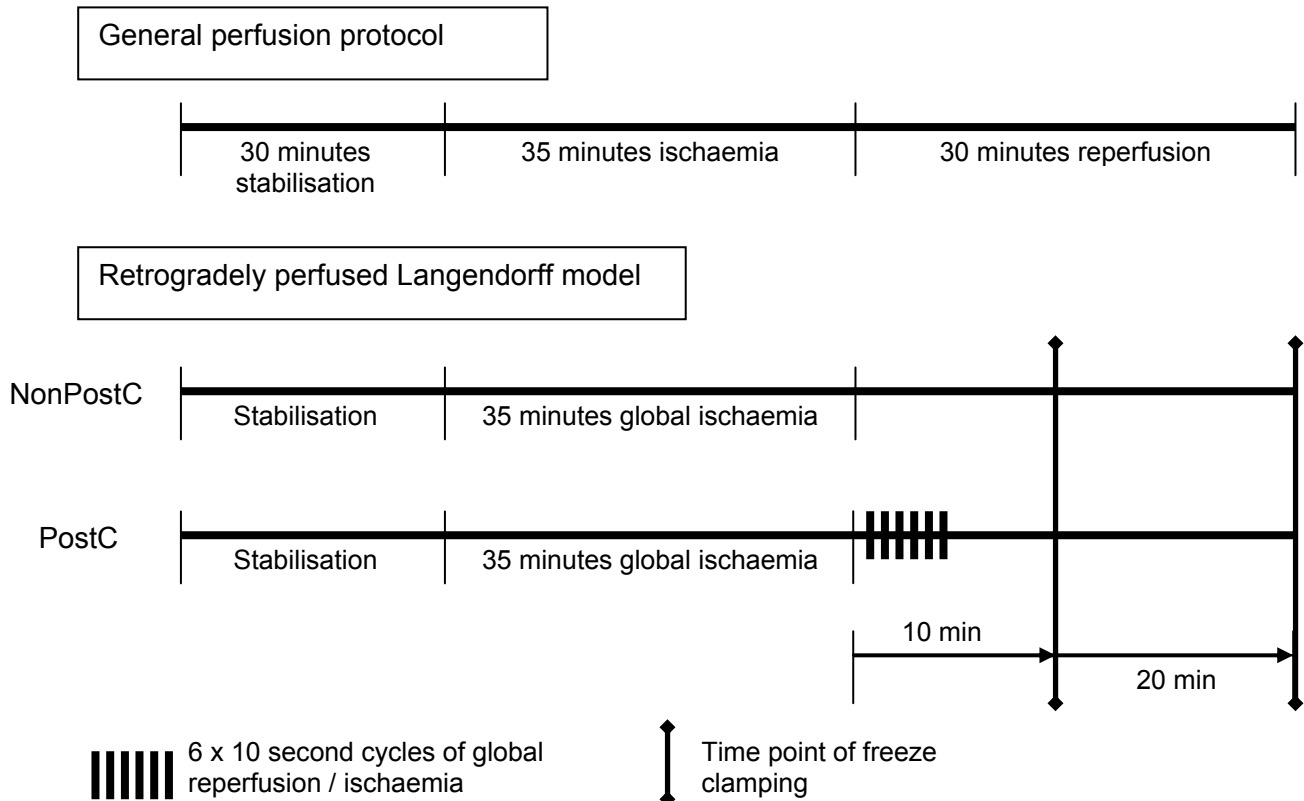 General perfusion protocol
30 minutes
stabilisation
35 minutes ischaemia
30 minutes reperfusion
Retrogradely perfused Langendorff model
NonPostC
Stabilisation
35 minutes global ischaemia
PostC
Stabilisation
35 minutes global ischaemia
10 min
20 min
6 x 10 second cycles of global
reperfusion / ischaemia
Time point of freeze
clamping